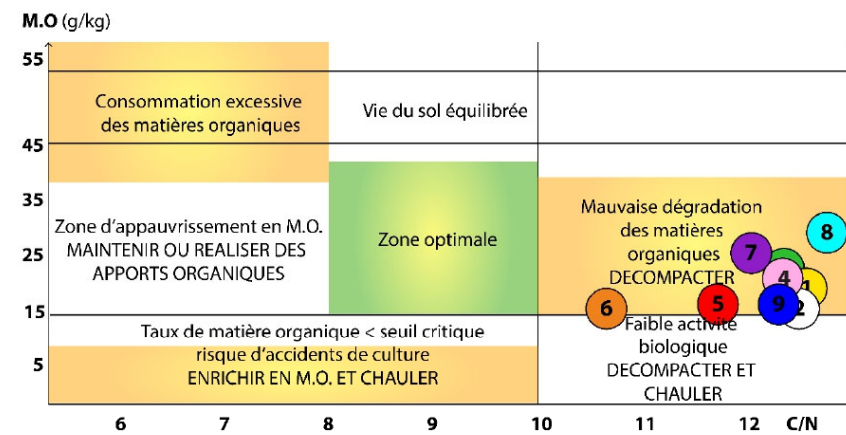 M.O (g/kg)
55
45
35
25
15
5
Consommation excessive
des matières organiques
Vie du sol équilibrée
Zone d'appauvrissement en M.O.
MAINTENIR OU REALISER DES
APPORTS ORGANIQUES
Zone optimale
Mauvaise dégradation
des matières
organiques
DECOMPACTER
8
7
4
1
6
5
9
2
Taux de matière organique < seuil critique
risque d'accidents de culture
ENRICHIR EN M.O. ET CHAULER
Faible activité
biologique
DECOMPACTER ET
CHAULER
6
7
8
9
10
11
12
C/N